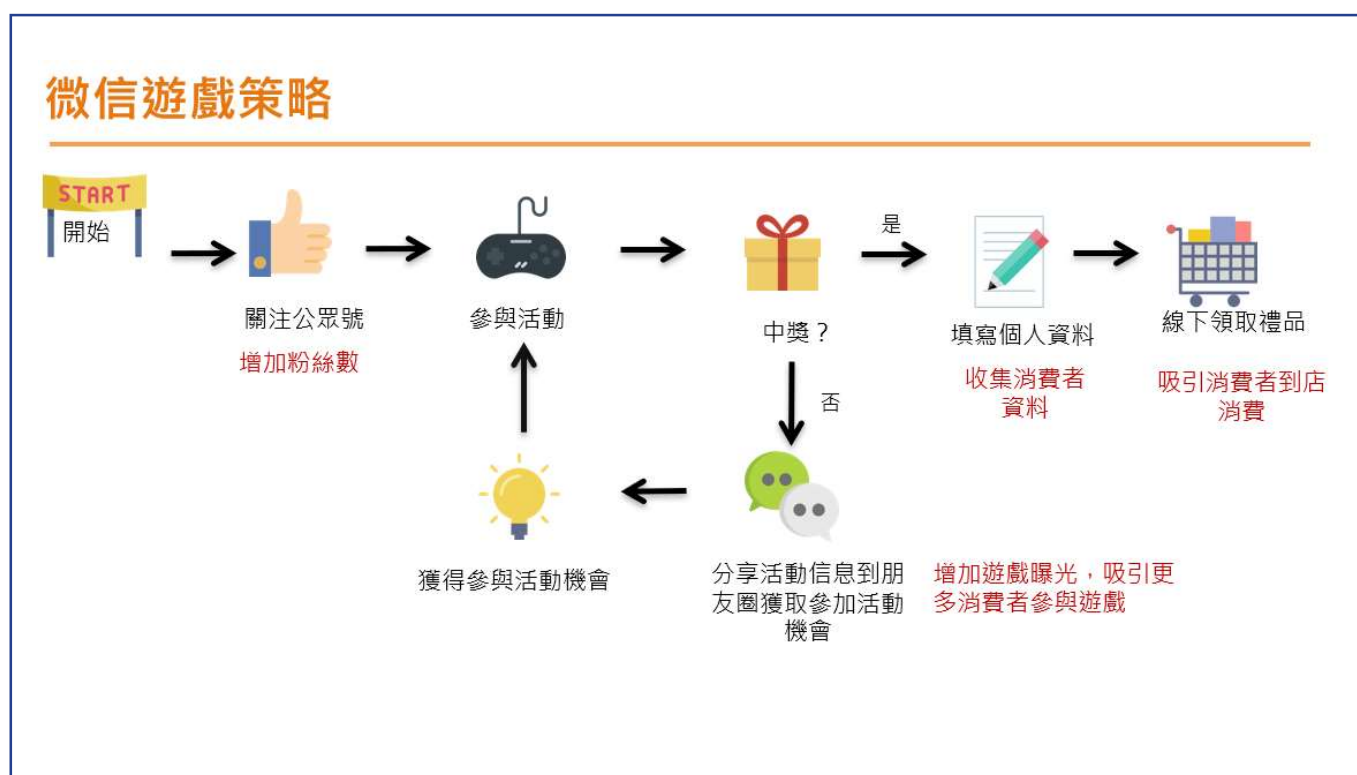 微信遊戲策略
START
開始
關注公眾號
增加粉絲數
參與活動
中獎？
是
填寫個人資料
收集消費者
資料
線下領取禮品
吸引消費者到店
消費
否
獲得參與活動機會
分享活動信息到朋
友圈獲取參加活動
機會
增加遊戲曝光，吸引更
多消費者參與遊戲